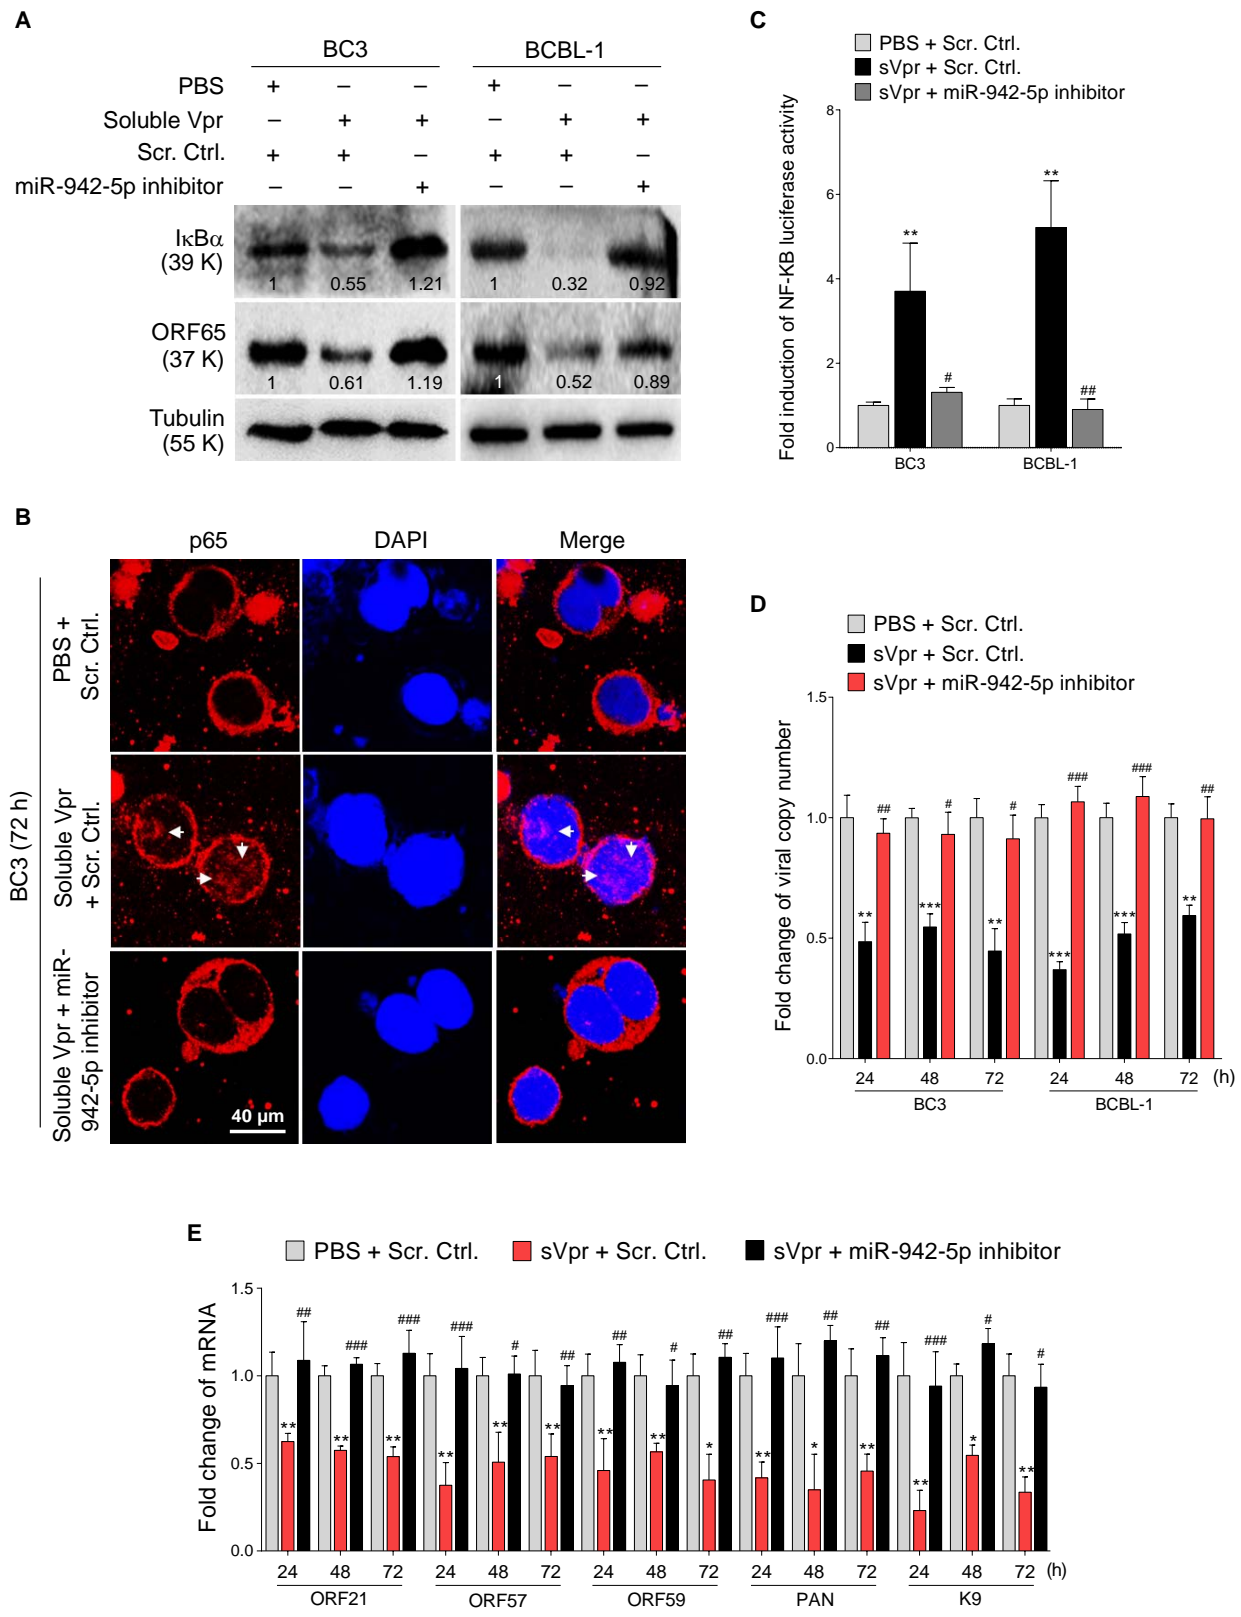 A
BC3 BCBL-1
PBS + – – + – –
Soluble Vpr – + + – + +
Scr. Ctrl. + + – + + –
miR-942-5p inhibitor – – + – – +
IκBα
(39 K)
1 0.55 1.21 1 0.32 0.92
ORF65
(37 K)
1 0.61 1.19 1 0.52 0.89
Tubulin
(55 K)
B
p65 DAPI Merge
BC3 (72 h)
PBS +
Scr. Ctrl.
Soluble Vpr
+ Scr. Ctrl
Soluble Vpr + miR-
942-5p inhibitor
40 µm
C
PBS + Scr. Ctrl.
sVpr + Scr. Ctrl.
sVpr + miR-942-5p inhibitor
Fold induction of NF-KB luciferase activity
8
6
4
2
0
** # ** ##
BC3 BCBL-1
D
PBS + Scr. Ctrl.
sVpr + Scr. Ctrl.
sVpr + miR-942-5p inhibitor
Fold change of viral copy number
1.5
1.0
0.5
0.0
** ## *** # ** # *** ### *** ### ** ##
24 48 72 24 48 72 (h)
BC3 BCBL-1
E
PBS + Scr. Ctrl. sVpr + Scr. Ctrl. sVpr + miR-942-5p inhibitor
Fold change of mRNA
1.5
1.0
0.5
0.0
** ## ** ### ** ### ** ### ** # ** ## ** ## ** # * ## ** ### * ## ** ## ** ### * # ** #
24 48 72 24 48 72 24 48 72 24 48 72 24 48 72 (h)
ORF21 ORF57 ORF59 PAN K9